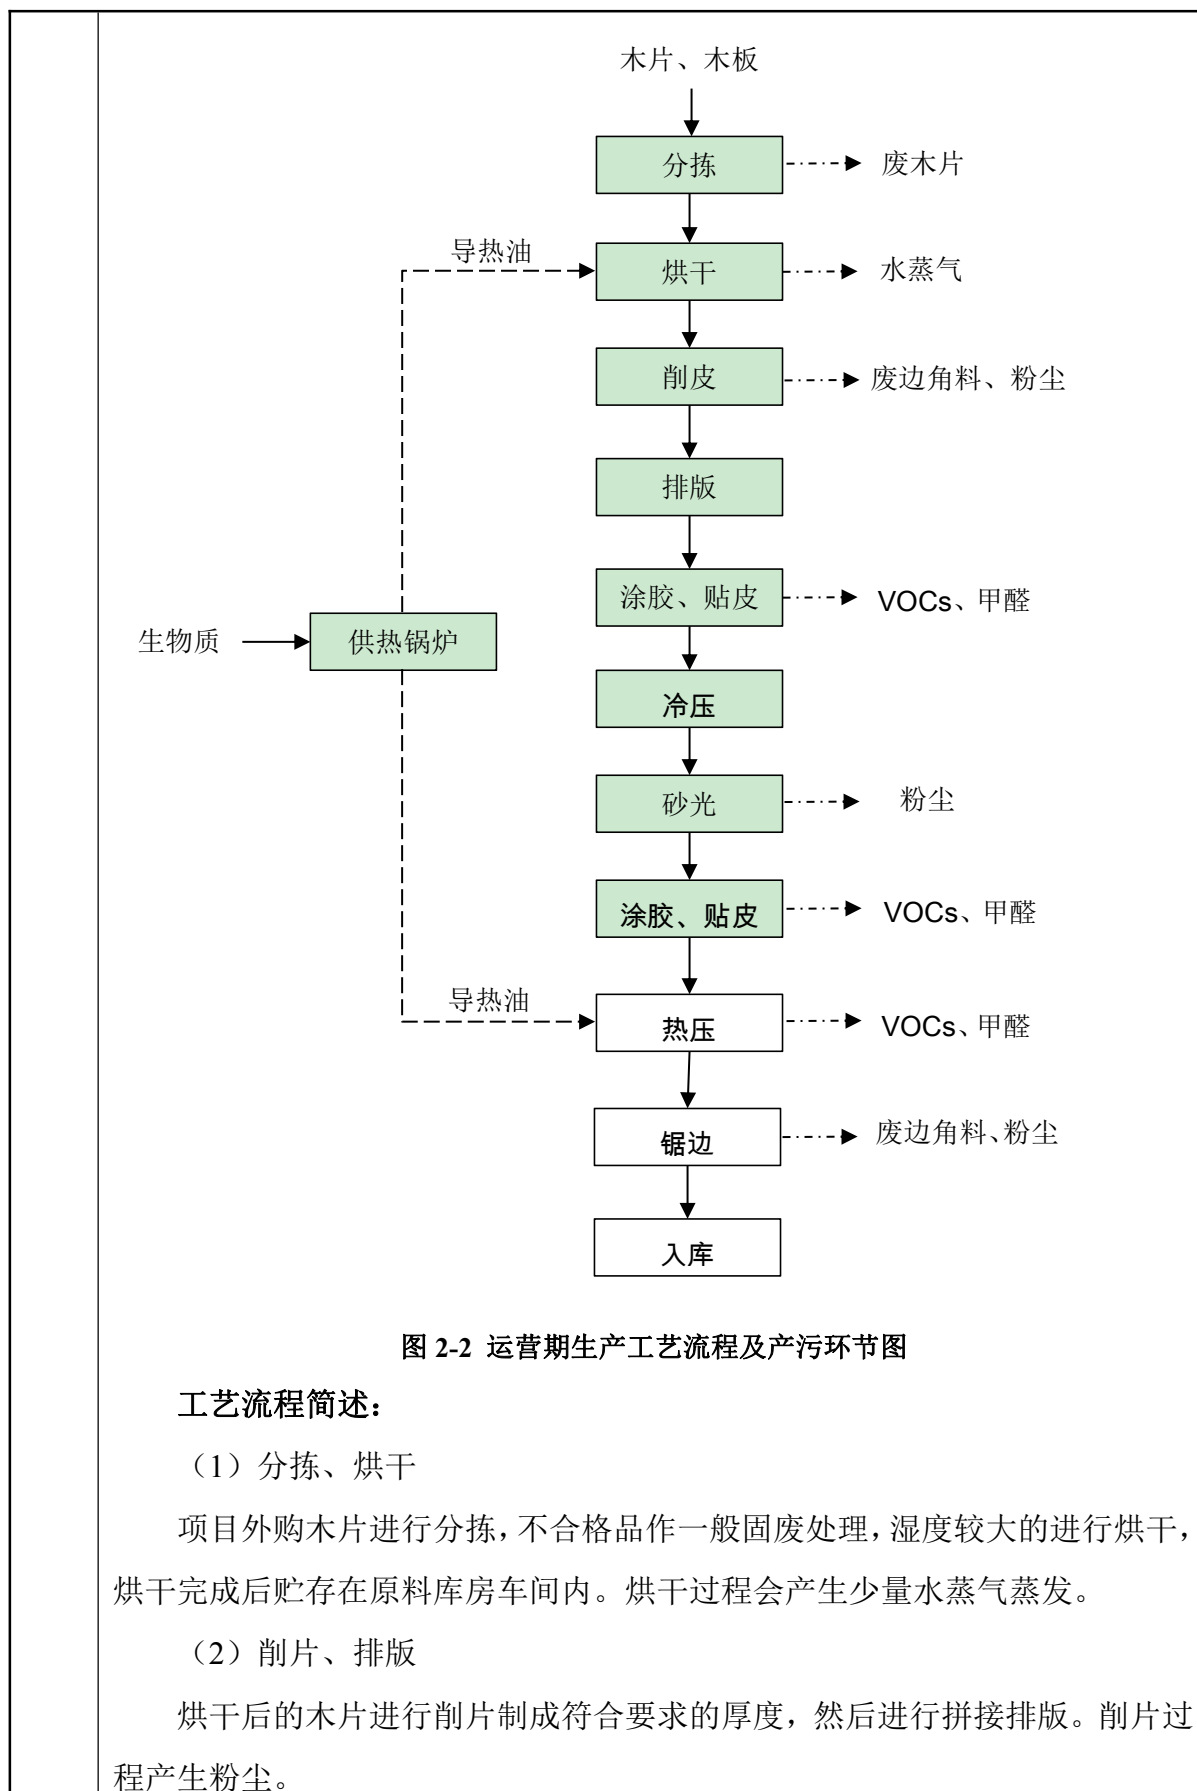 木片、木板
分拣
废木片
导热油
烘干
水蒸气
削皮
废边角料、粉尘
排版
涂胶、贴皮
VOCs、甲醛
生物质
供热锅炉
冷压
砂光
粉尘
涂胶、贴皮
VOCs、甲醛
导热油
热压
VOCs、甲醛
锯边
废边角料、粉尘
入库
图 2-2 运营期生产工艺流程及产污环节图
工艺流程简述：
（1）分拣、烘干
项目外购木片进行分拣，不合格品作一般固废处理，湿度较大的进行烘干，
烘干完成后贮存在原料库房车间内。烘干过程会产生少量水蒸气蒸发。
（2）削片、排版
烘干后的木片进行削片制成符合要求的厚度，然后进行拼接排版。削片过
程产生粉尘。